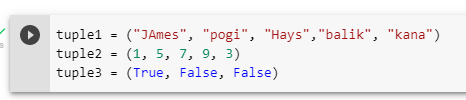 tuple1 = ("JAmes", "pogi", "Hays","balik", "kana")
tuple2 = (1, 5, 7, 9, 3)
tuple3 = (True, False, False)